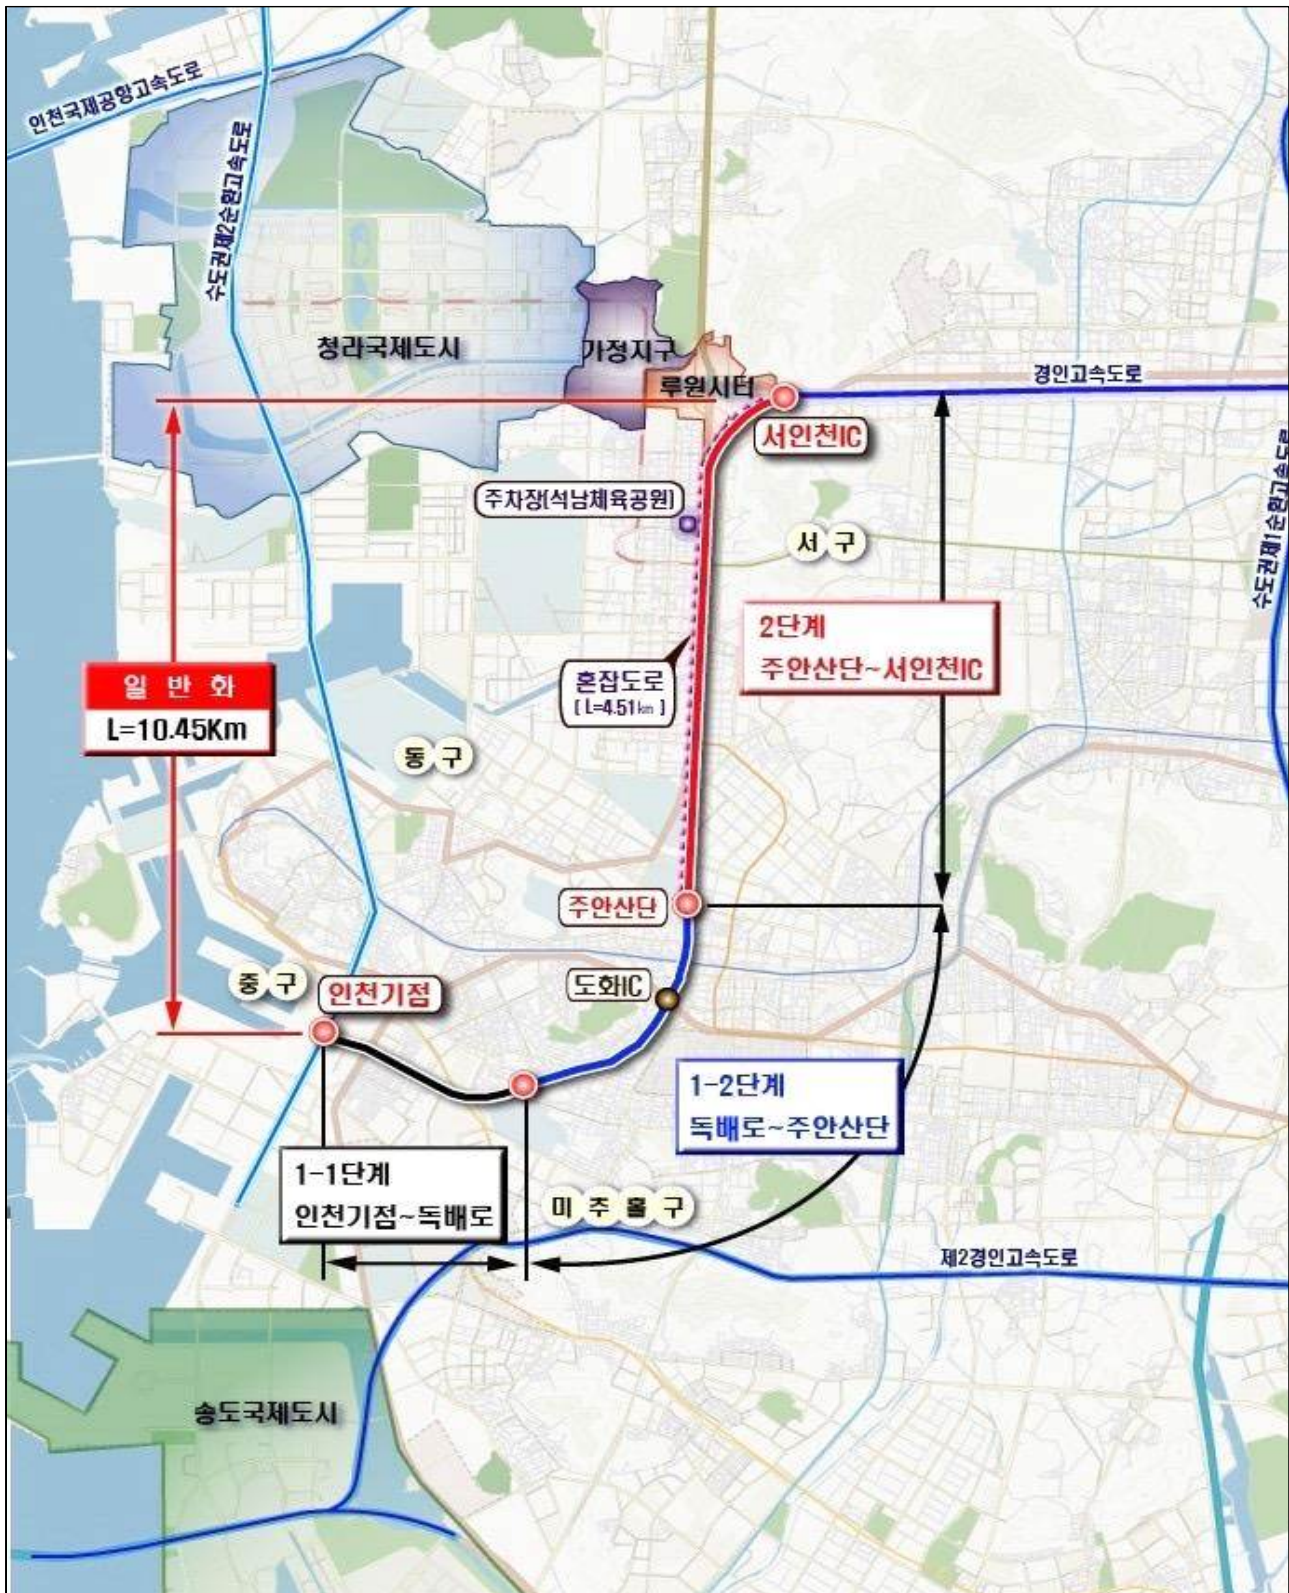 인천국제공항고속도로
수도권제2순환고속도로
청라국제도시
가정지구
루원시티
경인고속도로
서인천IC
주차장(석남체육공원)
서구
수도권제1순환고속도로
2단계
주안산단~서인천IC
일반화
L=10.45Km
혼잡도로
( L=4.51㎞ )
동구
주안산단
중구
인천기점
도화IC
1-2단계
독배로~주안산단
1-1단계
인천기점~독배로
미추홀구
제2경인고속도로
송도국제도시